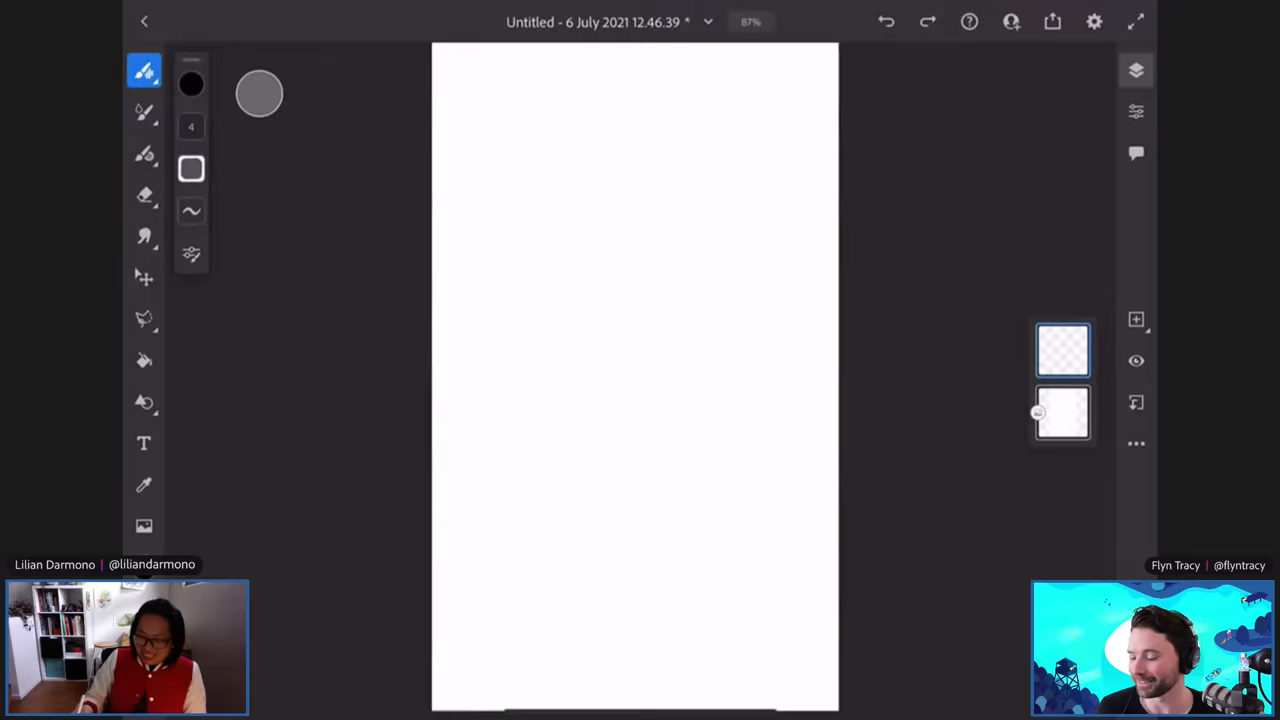 Untitled - 6 July 2021 12.46.39 *
87%
4
T
Lilian Darmono | @liliandarmono
Flyn Tracy | @flyntracy